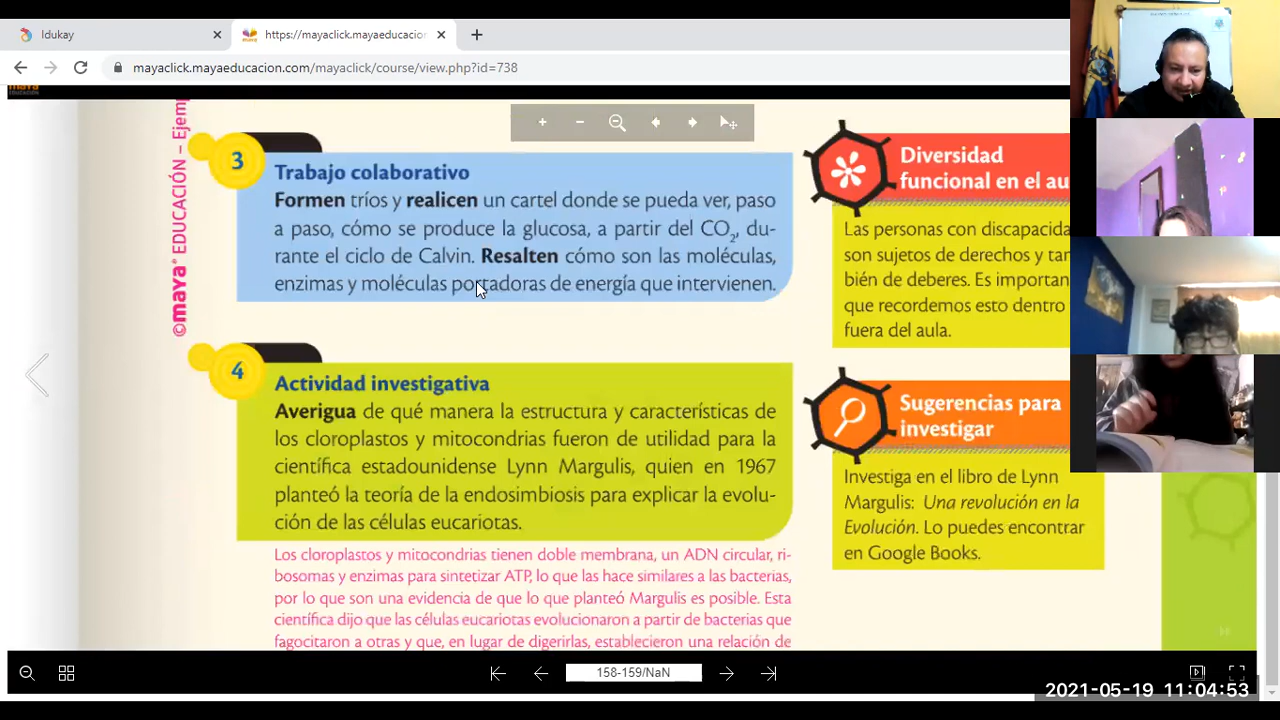 Idukay
https://mayaclick.mayaeducacion
mayaclick.mayaeducacion.com/mayaclick/course/view.php?id=738
maya
EDUCACIÓN
©maya® EDUCACIÓN – Ejem
3
Trabajo colaborativo
Formen tríos y realicen un cartel donde se pueda ver, paso
a paso, cómo se produce la glucosa, a partir del CO₂, du-
rante el ciclo de Calvin. Resalten cómo son las moléculas,
enzimas y moléculas portadoras de energía que intervienen.
4
Actividad investigativa
Averigua de qué manera la estructura y características de
los cloroplastos y mitocondrias fueron de utilidad para la
científica estadounidense Lynn Margulis, quien en 1967
planteó la teoría de la endosimbiosis para explicar la evolu-
ción de las células eucariotas.
Los cloroplastos y mitocondrias tienen doble membrana, un ADN circular, ri-
bosomas y enzimas para sintetizar ATP, lo que las hace similares a las bacterias,
por lo que son una evidencia de que lo que planteó Margulis es posible. Esta
científica dijo que las células eucariotas evolucionaron a partir de bacterias que
fagocitaron a otras y que, en lugar de digerirlas, establecieron una relación de
Diversidad
funcional en el au
Las personas con discapacida
son sujetos de derechos y tam
bién de deberes. Es importan
que recordemos esto dentro
fuera del aula.
Sugerencias para
investigar
Investiga en el libro de Lynn
Margulis: Una revolución en la
Evolución. Lo puedes encontrar
en Google Books.
158-159/NaN
2021-05-19 11:04:53